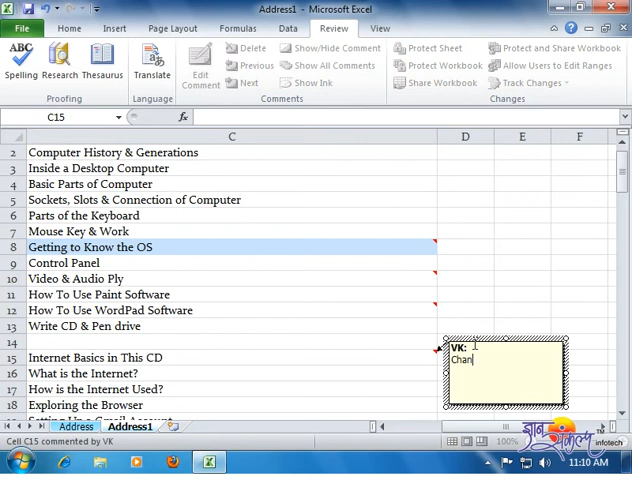 Address1 - Microsoft Excel
File Home Insert Page Layout Formulas Data Review View
ABC
Spelling Research Thesaurus
Proofing
Translate
Language
Edit Comment
Delete
Previous
Next
Show/Hide Comment
Show All Comments
Show Ink
Comments
Protect Sheet
Protect Workbook
Share Workbook
Protect and Share Workbook
Allow Users to Edit Ranges
Track Changes
Changes
C15 fx
C D E F
2 Computer History & Generations
3 Inside a Desktop Computer
4 Basic Parts of Computer
5 Sockets, Slots & Connection of Computer
6 Parts of the Keyboard
7 Mouse Key & Work
8 Getting to Know the OS
9 Control Panel
10 Video & Audio Ply
11 How To Use Paint Software
12 How To Use WordPad Software
13 Write CD & Pen drive
14
15 Internet Basics in This CD
16 What is the Internet?
17 How is the Internet Used?
18 Exploring the Browser
Setting Up a Gmail Account
VK:
Chan
Address Address1
Cell C15 commented by VK
100%
ज्ञान संकल्प
infotech
11:10 AM